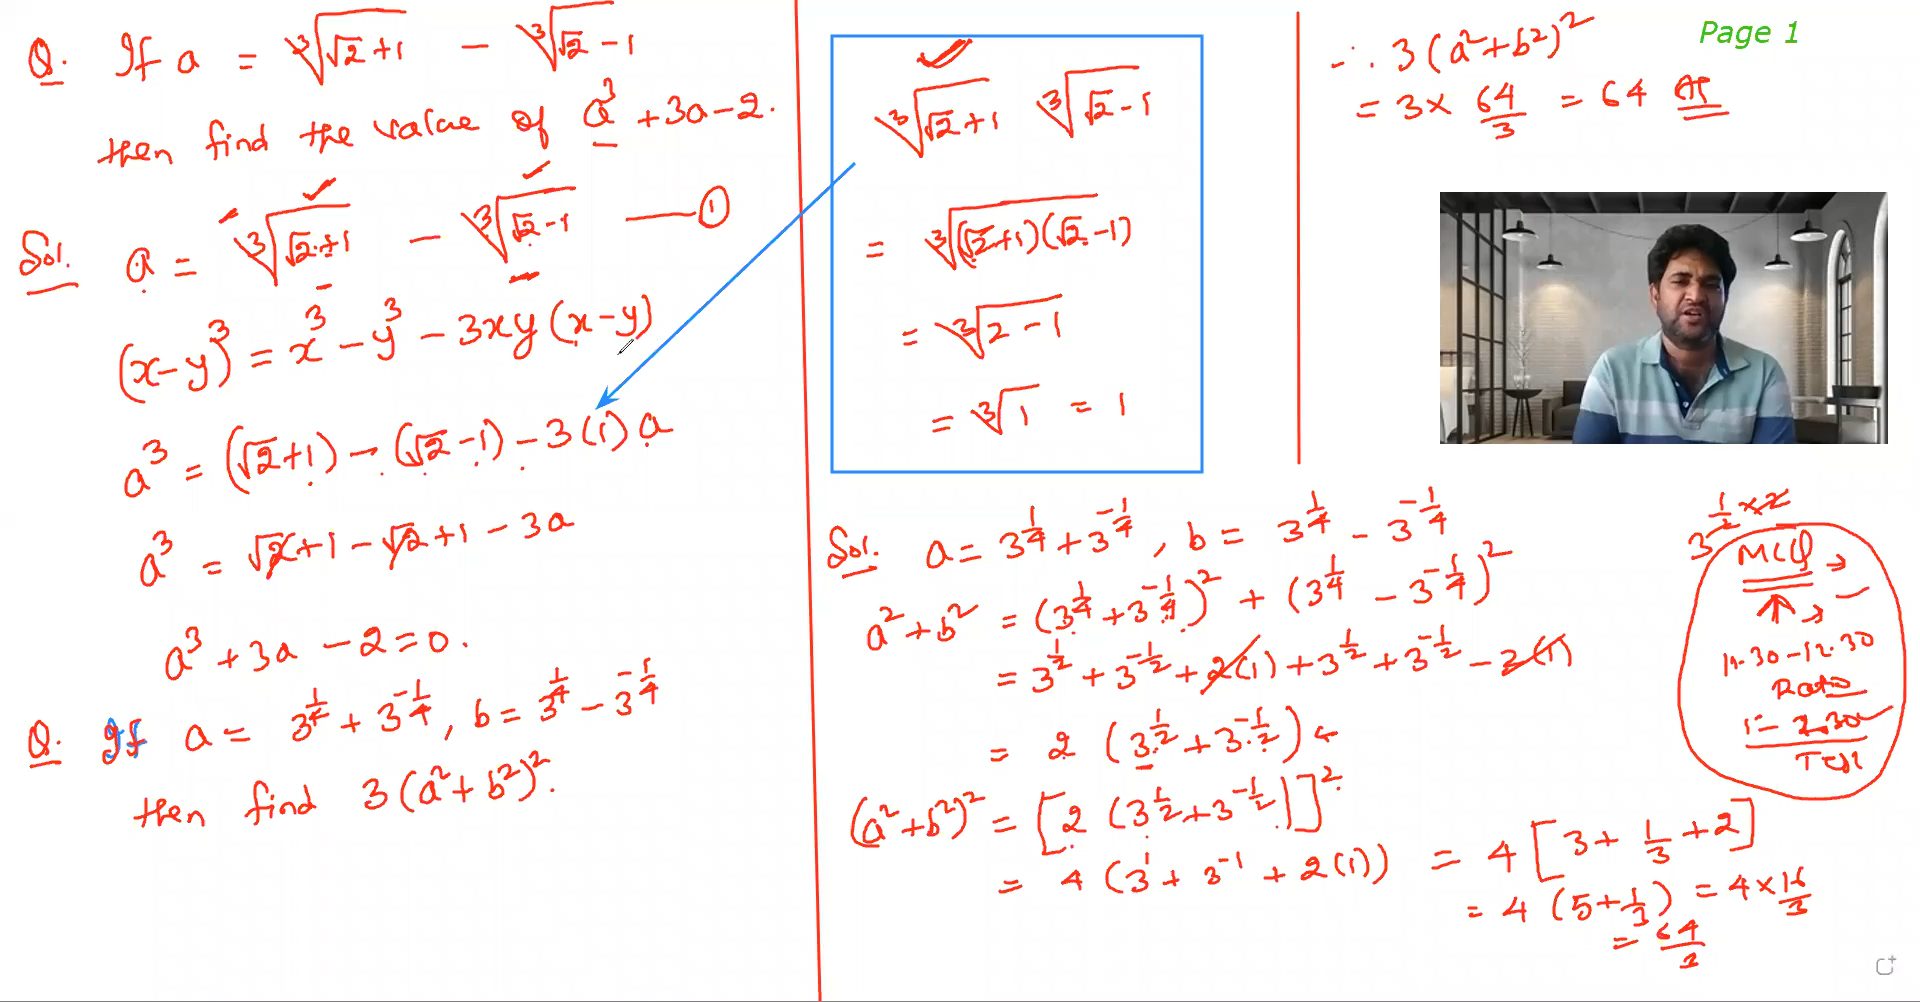 Q. If a = ∛(√2+1) − ∛(√2−1)
then find the value of a³ + 3a − 2.
Sol. a = ∛(√2+1) − ∛(√2−1) —— ①
(x−y)³ = x³ − y³ − 3xy(x−y)
a³ = (√2+1) − (√2−1) − 3(1)a
a³ = √2+1 − √2+1 − 3a
a³ + 3a − 2 = 0.
Q. If a = 3^(1/4) + 3^(−1/4), b = 3^(1/4) − 3^(−1/4)
then find 3(a²+b²)².
∛(√2+1) ∛(√2−1)
= ∛((√2+1)(√2−1))
= ∛(2−1)
= ∛1 = 1
Sol. a = 3^(1/4) + 3^(−1/4), b = 3^(1/4) − 3^(−1/4)
a²+b² = (3^(1/4) + 3^(−1/4))² + (3^(1/4) − 3^(−1/4))²
= 3^(1/2) + 3^(−1/2) + 2(1) + 3^(1/2) + 3^(−1/2) − 2(1)
= 2 (3^(1/2) + 3^(−1/2))
(a²+b²)² = [2 (3^(1/2) + 3^(−1/2))]²
= 4 (3¹ + 3⁻¹ + 2(1)) = 4 [3 + 1/3 + 2]
= 4 (5 + 1/3) = 4 × 16/3
= 64/3
Page 1
∴ 3(a²+b²)²
= 3 × 64/3 = 64
3^(1/2 × 2)
MCQ
11.30 – 12.30
Ratio
2.30
Test